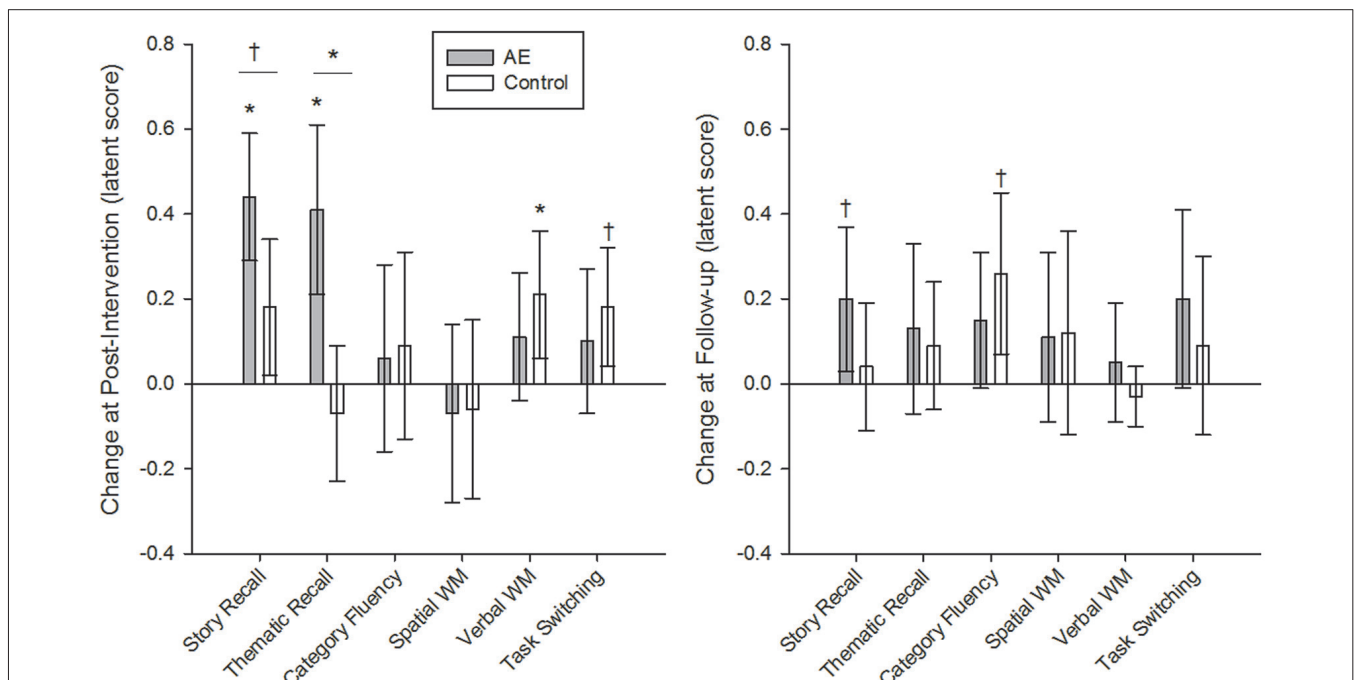 Change at Post-Intervention (latent score)
0.8
0.6
0.4
0.2
0.0
-0.2
-0.4
† *
* *
* †
AE
Control
Story Recall
Thematic Recall
Category Fluency
Spatial WM
Verbal WM
Task Switching
Change at Follow-up (latent score)
0.8
0.6
0.4
0.2
0.0
-0.2
-0.4
† †
Story Recall
Thematic Recall
Category Fluency
Spatial WM
Verbal WM
Task Switching